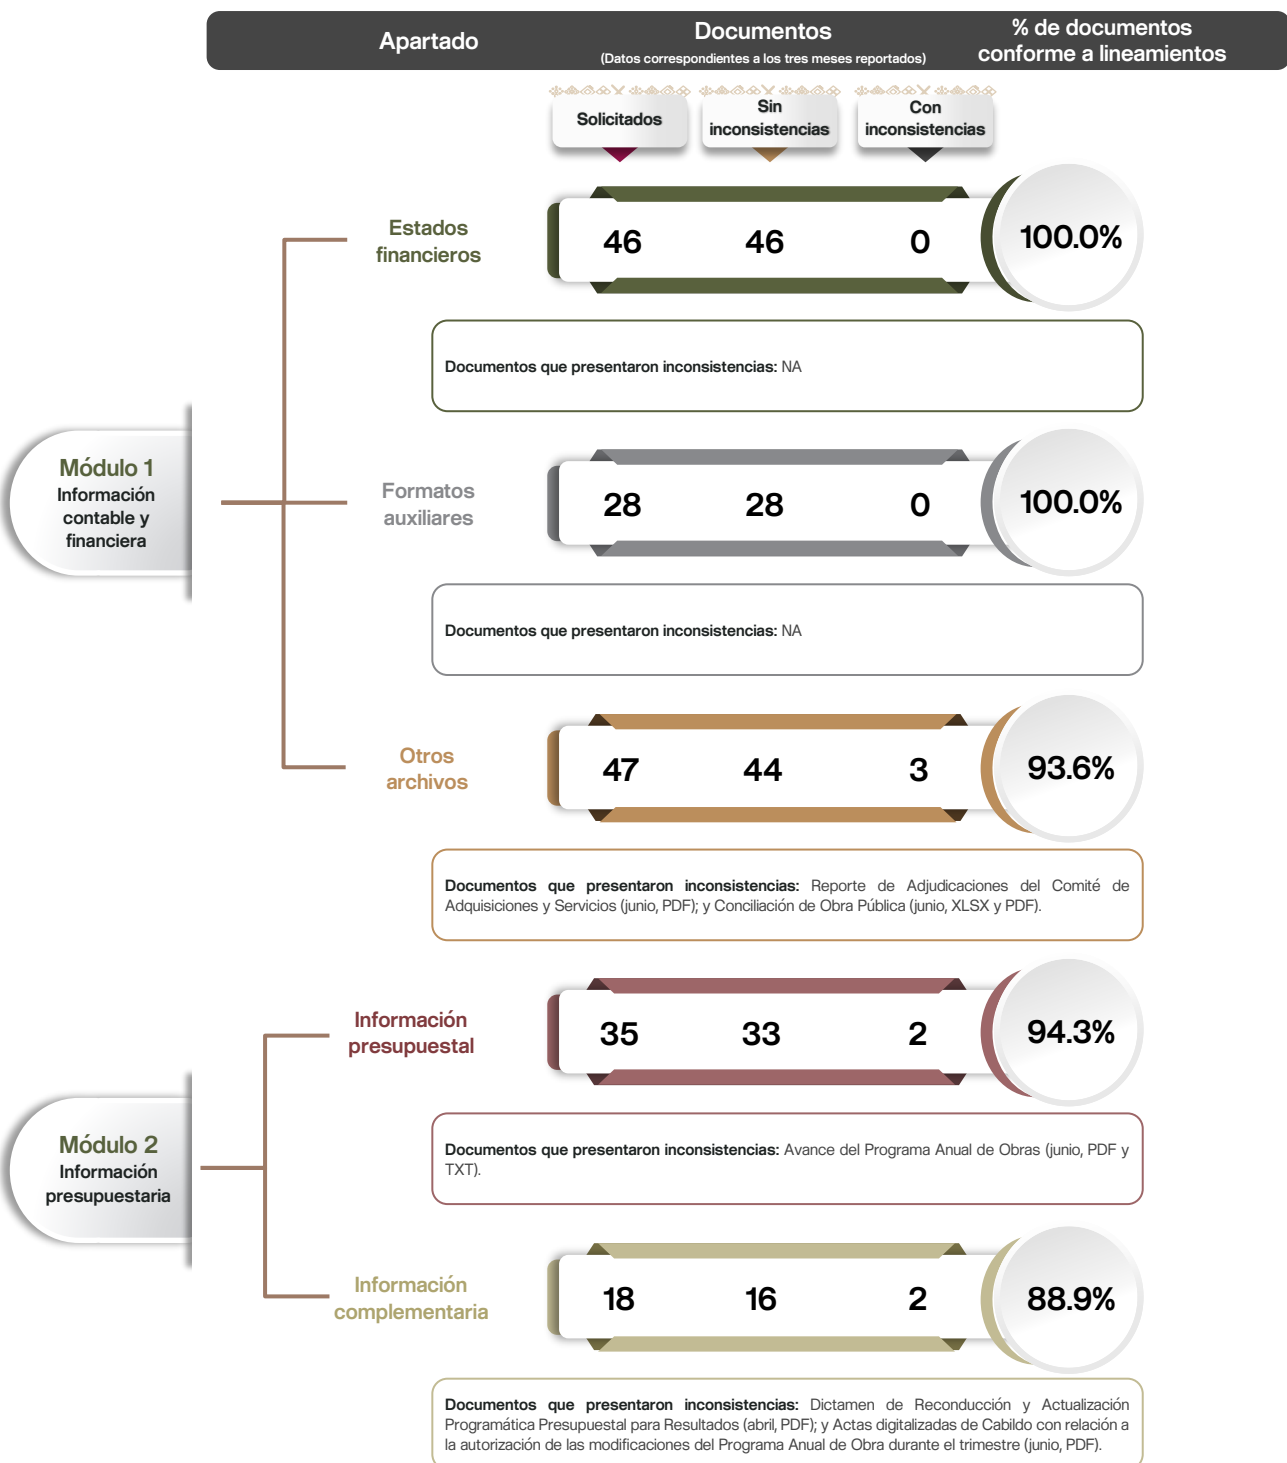 Apartado
Documentos
(Datos correspondientes a los tres meses reportados)
% de documentos
conforme a lineamientos
Solicitados
Sin
inconsistencias
Con
inconsistencias
Módulo 1
Información
contable y
financiera
Estados
financieros
46 46 0 100.0%
Documentos que presentaron inconsistencias: NA
Formatos
auxiliares
28 28 0 100.0%
Documentos que presentaron inconsistencias: NA
Otros
archivos
47 44 3 93.6%
Documentos que presentaron inconsistencias: Reporte de Adjudicaciones del Comité de
Adquisiciones y Servicios (junio, PDF); y Conciliación de Obra Pública (junio, XLSX y PDF).
Módulo 2
Información
presupuestaria
Información
presupuestal
35 33 2 94.3%
Documentos que presentaron inconsistencias: Avance del Programa Anual de Obras (junio, PDF y
TXT).
Información
complementaria
18 16 2 88.9%
Documentos que presentaron inconsistencias: Dictamen de Reconducción y Actualización
Programática Presupuestal para Resultados (abril, PDF); y Actas digitalizadas de Cabildo con relación a
la autorización de las modificaciones del Programa Anual de Obra durante el trimestre (junio, PDF).